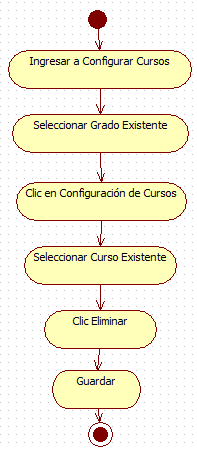 Ingresar a Configurar Cursos
Seleccionar Grado Existente
Clic en Configuración de Cursos
Seleccionar Curso Existente
Clic Eliminar
Guardar